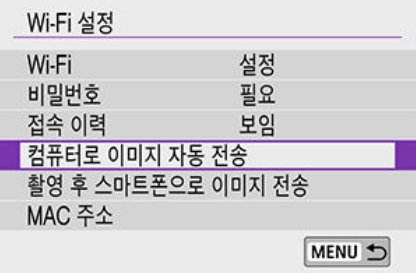 Wi-Fi 설정
Wi-Fi 설정
비밀번호 필요
접속 이력 보임
컴퓨터로 이미지 자동 전송
촬영 후 스마트폰으로 이미지 전송
MAC 주소
MENU